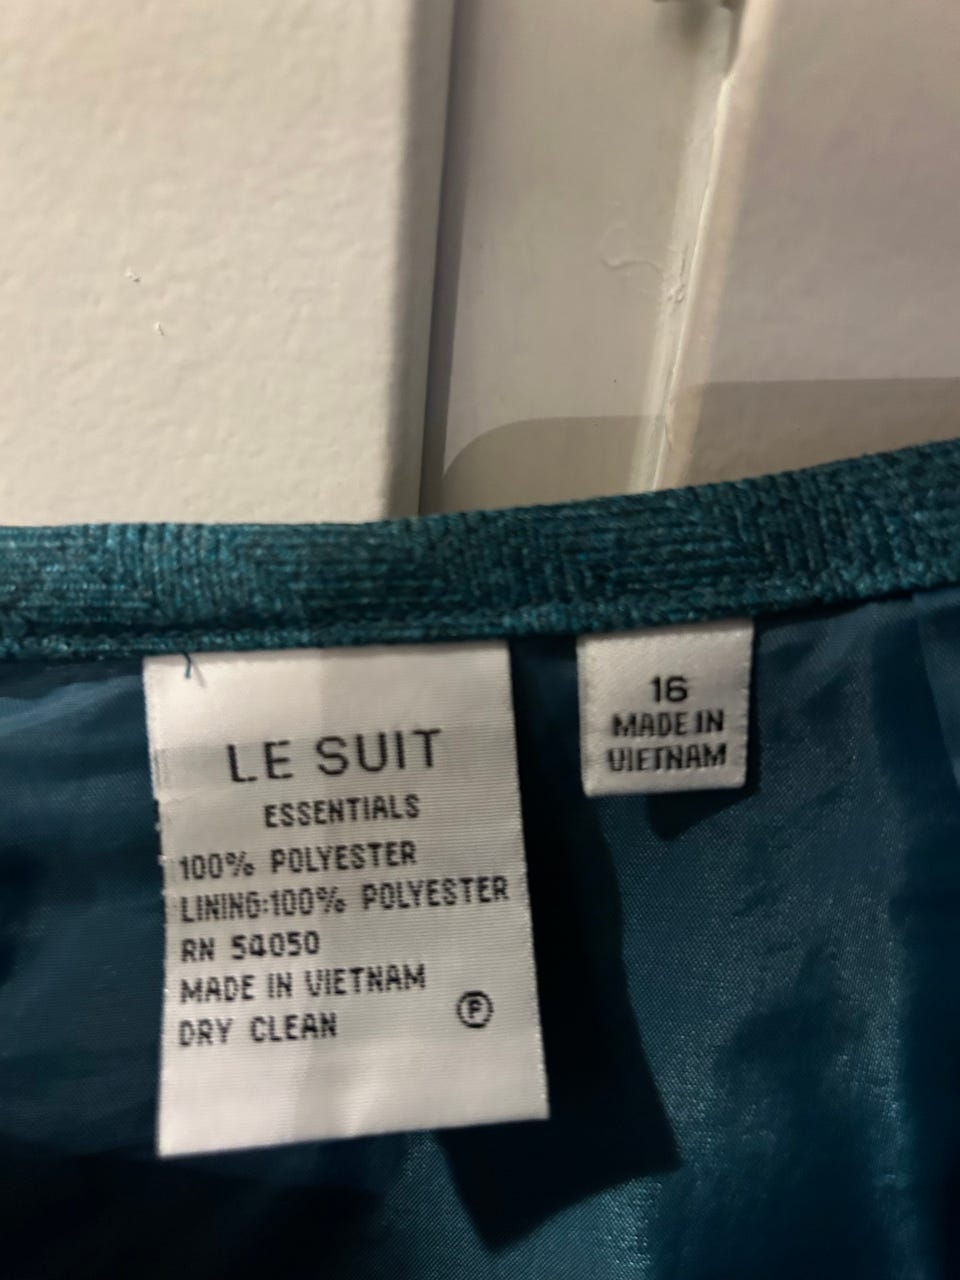 LE SUIT
ESSENTIALS
100% POLYESTER
LINING:100% POLYESTER
RN 54050
MADE IN VIETNAM
DRY CLEAN
P
16
MADE IN
VIETNAM